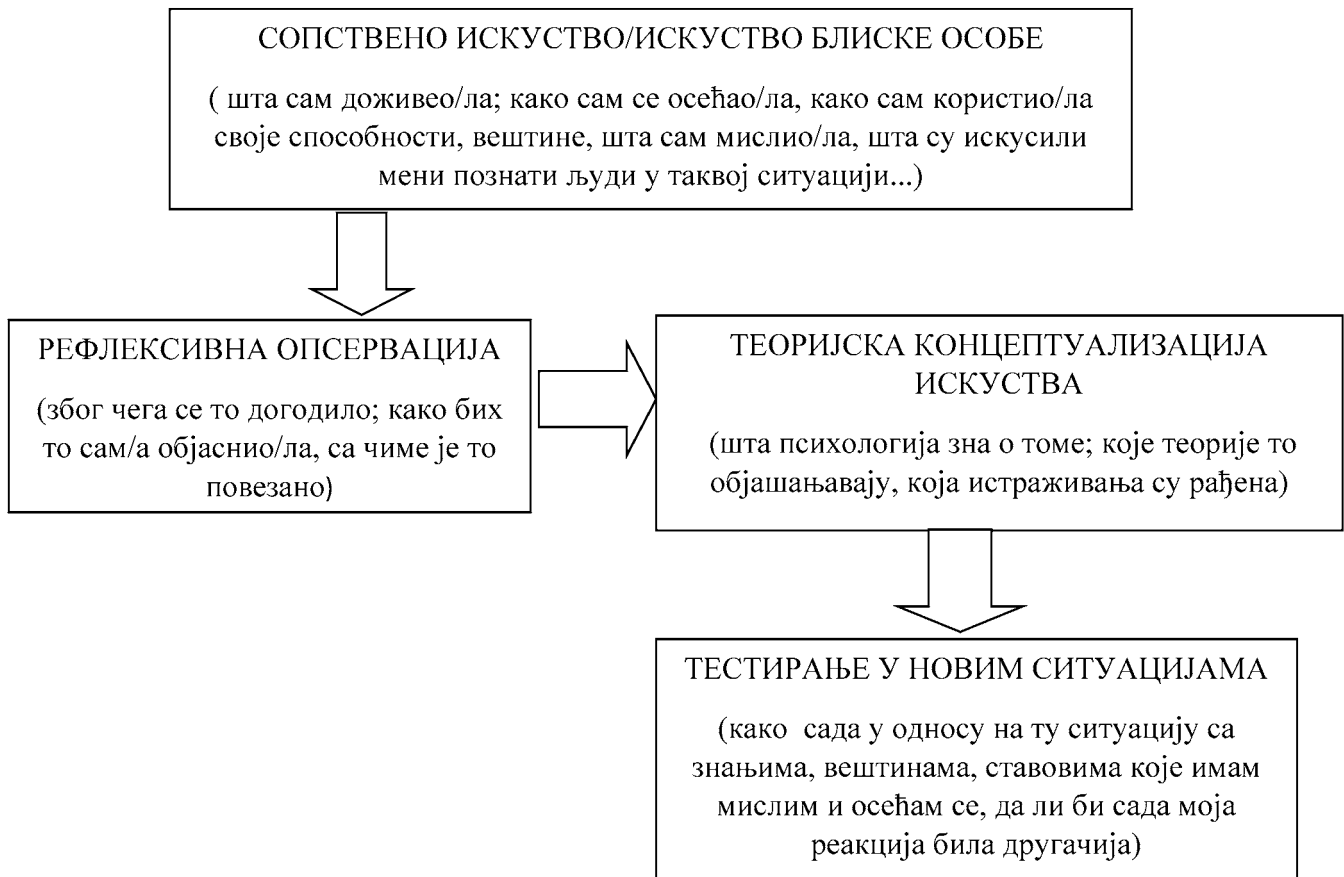 СОПСТВЕНО ИСКУСТВО/ИСКУСТВО БЛИСКЕ ОСОБЕ
( шта сам доживео/ла; како сам се осећао/ла, како сам користио/ла
своје способности, вештине, шта сам мислио/ла, шта су искусили
мени познати људи у таквој ситуацији...)
РЕФЛЕКСИВНА ОПСЕРВАЦИЈА
(због чега се то догодило; како бих
то сам/а објаснио/ла, са чиме је то
повезано)
ТЕОРИЈСКА КОНЦЕПТУАЛИЗАЦИЈА
ИСКУСТВА
(шта психологија зна о томе; које теорије то
објашањавају, која истраживања су рађена)
ТЕСТИРАЊЕ У НОВИМ СИТУАЦИЈАМА
(како  сада у односу на ту ситуацију са
знањима, вештинама, ставовима које имам
мислим и осећам се, да ли би сада моја
реакција била другачија)